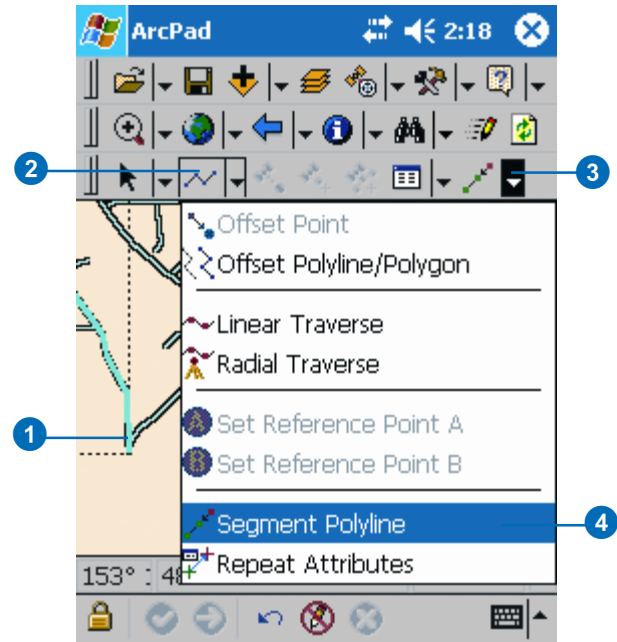 ArcPad 2:18
2
3
Offset Point
Offset Polyline/Polygon
Linear Traverse
Radial Traverse
1
Set Reference Point A
Set Reference Point B
Segment Polyline
4
Repeat Attributes
153°